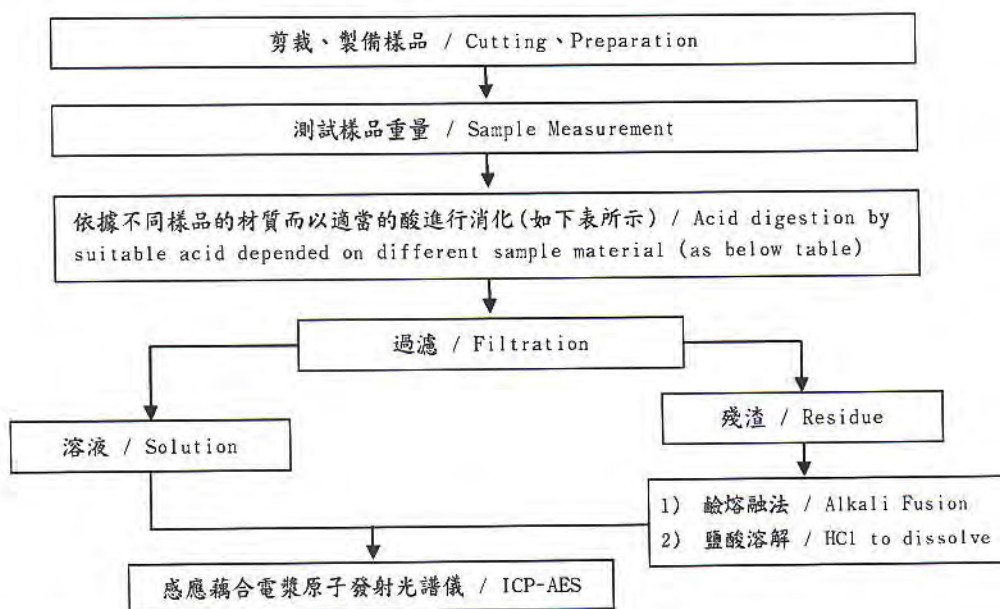 剪裁、製備樣品 / Cutting、Preparation
測試樣品重量 / Sample Measurement
依據不同樣品的材質而以適當的酸進行消化(如下表所示) / Acid digestion by
suitable acid depended on different sample material (as below table)
過濾 / Filtration
溶液 / Solution
殘渣 / Residue
1) 鹼熔融法 / Alkali Fusion
2) 鹽酸溶解 / HCl to dissolve
感應藕合電漿原子發射光譜儀 / ICP-AES